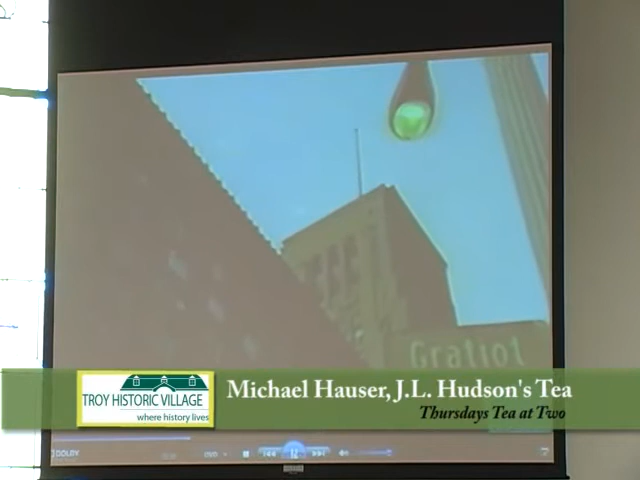 Gratiot
TROY HISTORIC VILLAGE
where history lives
Michael Hauser, J.L. Hudson's Tea
Thursdays Tea at Two